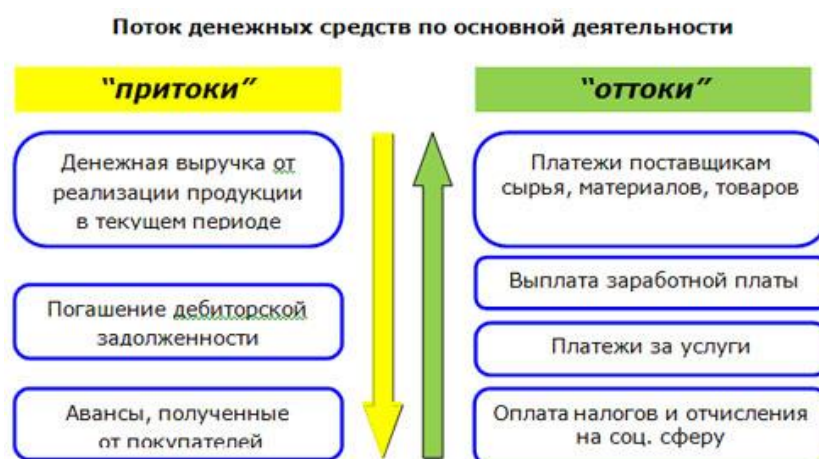 Поток денежных средств по основной деятельности
“притоки”
Денежная выручка от
реализации продукции
в текущем периоде
Погашение дебиторской
задолженности
Авансы, полученные
от покупателей
“оттоки”
Платежи поставщикам
сырья, материалов, товаров
Выплата заработной платы
Платежи за услуги
Оплата налогов и отчисления
на соц. сферу